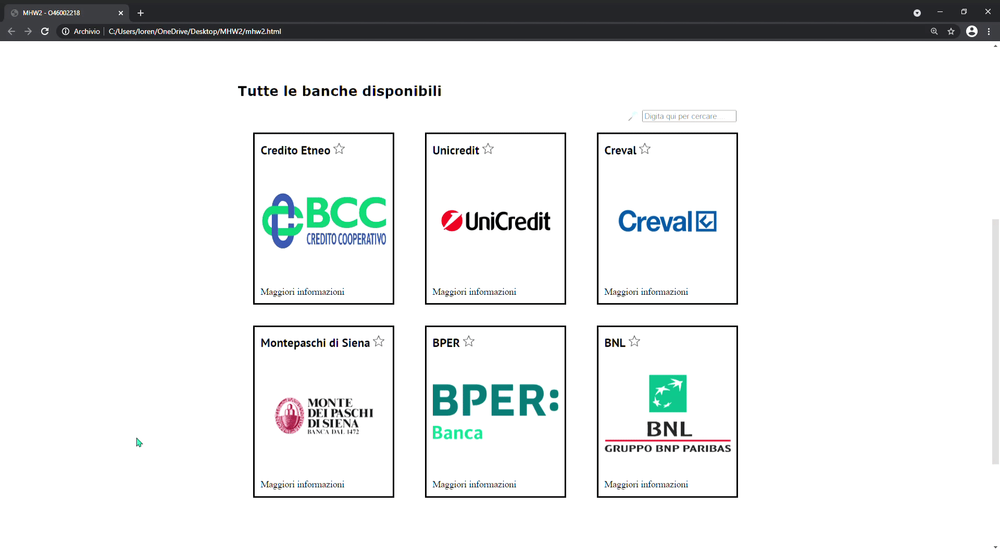 MHW2 - O46002218
Archivio
C:/Users/loren/OneDrive/Desktop/MHW2/mhw2.html
Tutte le banche disponibili
Digita qui per cercare...
Credito Etneo
Unicredit
Creval
BCC
CREDITO COOPERATIVO
UniCredit
Creval
Maggiori informazioni
Maggiori informazioni
Maggiori informazioni
Montepaschi di Siena
BPER
BNL
MONTE
DEI PASCHI
DI SIENA
BANCA DAL 1472
BPER:
Banca
BNL
GRUPPO BNP PARIBAS
Maggiori informazioni
Maggiori informazioni
Maggiori informazioni